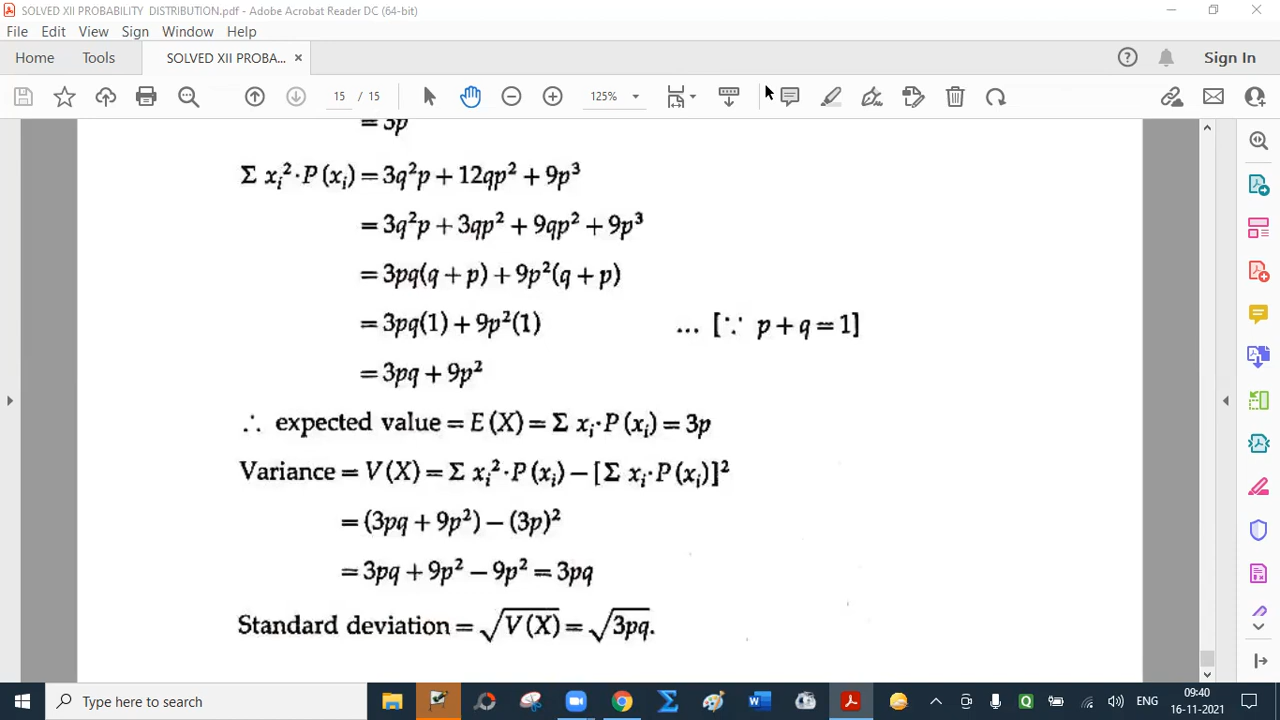 SOLVED XII PROBABILITY DISTRIBUTION.pdf - Adobe Acrobat Reader DC (64-bit)
File Edit View Sign Window Help
Home Tools SOLVED XII PROBA... × Sign In
15 / 15 125%
= 3p
Σ xᵢ² · P(xᵢ) = 3q²p + 12qp² + 9p³
= 3q²p + 3qp² + 9qp² + 9p³
= 3pq(q + p) + 9p²(q + p)
= 3pq(1) + 9p²(1) ... [∵ p + q = 1]
= 3pq + 9p²
∴ expected value = E(X) = Σ xᵢ · P(xᵢ) = 3p
Variance = V(X) = Σ xᵢ² · P(xᵢ) − [Σ xᵢ · P(xᵢ)]²
= (3pq + 9p²) − (3p)²
= 3pq + 9p² − 9p² = 3pq
Standard deviation = √V(X) = √3pq.
Type here to search
ENG
09:40
16-11-2021